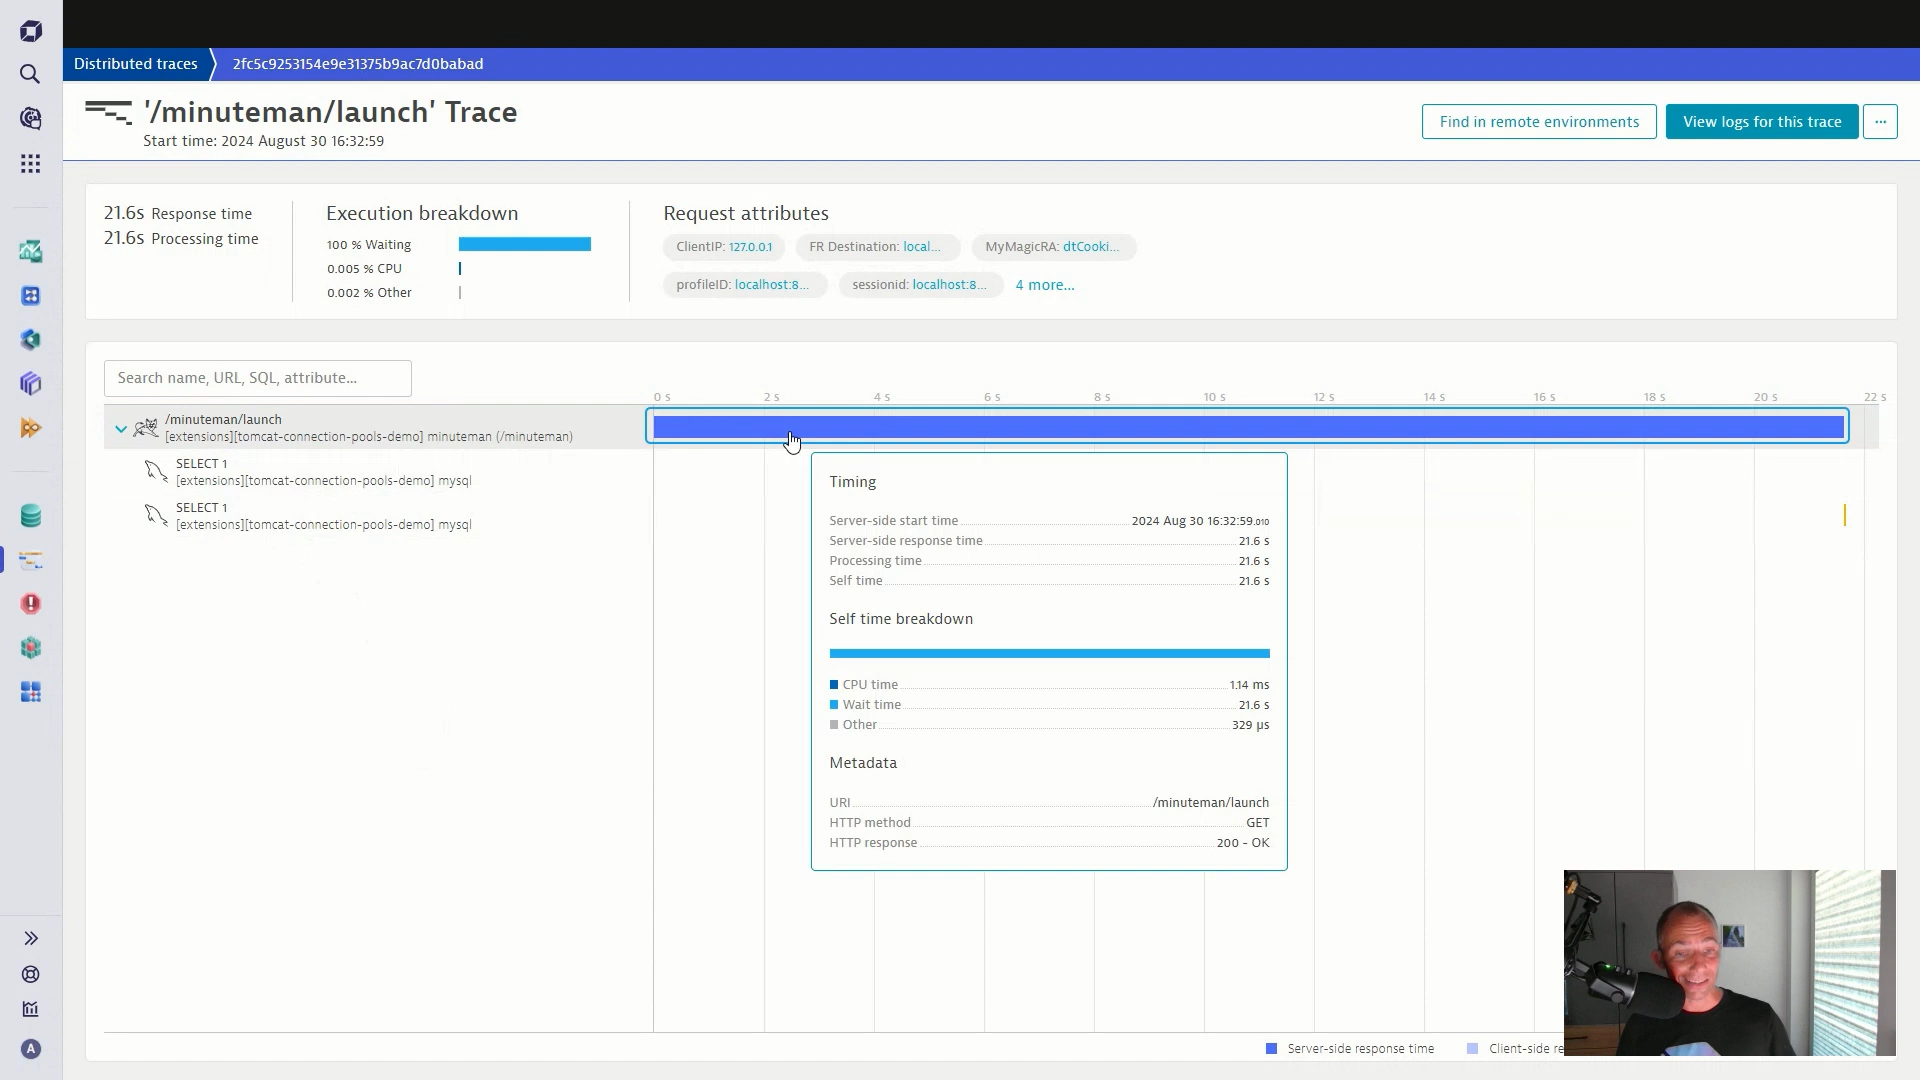 Distributed traces
2fc5c9253154e9e31375b9ac7d0babad
'/minuteman/launch' Trace
Start time: 2024 August 30 16:32:59
Find in remote environments
View logs for this trace
...
21.6s Response time
21.6s Processing time
Execution breakdown
100 % Waiting
0.005 % CPU
0.002 % Other
Request attributes
ClientIP: 127.0.0.1
FR Destination: local...
MyMagicRA: dtCooki...
profileID: localhost:8...
sessionid: localhost:8...
4 more...
Search name, URL, SQL, attribute...
0 s 2 s 4 s 6 s 8 s 10 s 12 s 14 s 16 s 18 s 20 s 22 s
/minuteman/launch
[extensions][tomcat-connection-pools-demo] minuteman (/minuteman)
SELECT 1
[extensions][tomcat-connection-pools-demo] mysql
SELECT 1
[extensions][tomcat-connection-pools-demo] mysql
Timing
Server-side start time 2024 Aug 30 16:32:59.010
Server-side response time 21.6 s
Processing time 21.6 s
Self time 21.6 s
Self time breakdown
CPU time 1.14 ms
Wait time 21.6 s
Other 329 µs
Metadata
URI /minuteman/launch
HTTP method GET
HTTP response 200 - OK
Server-side response time
Client-side re
A